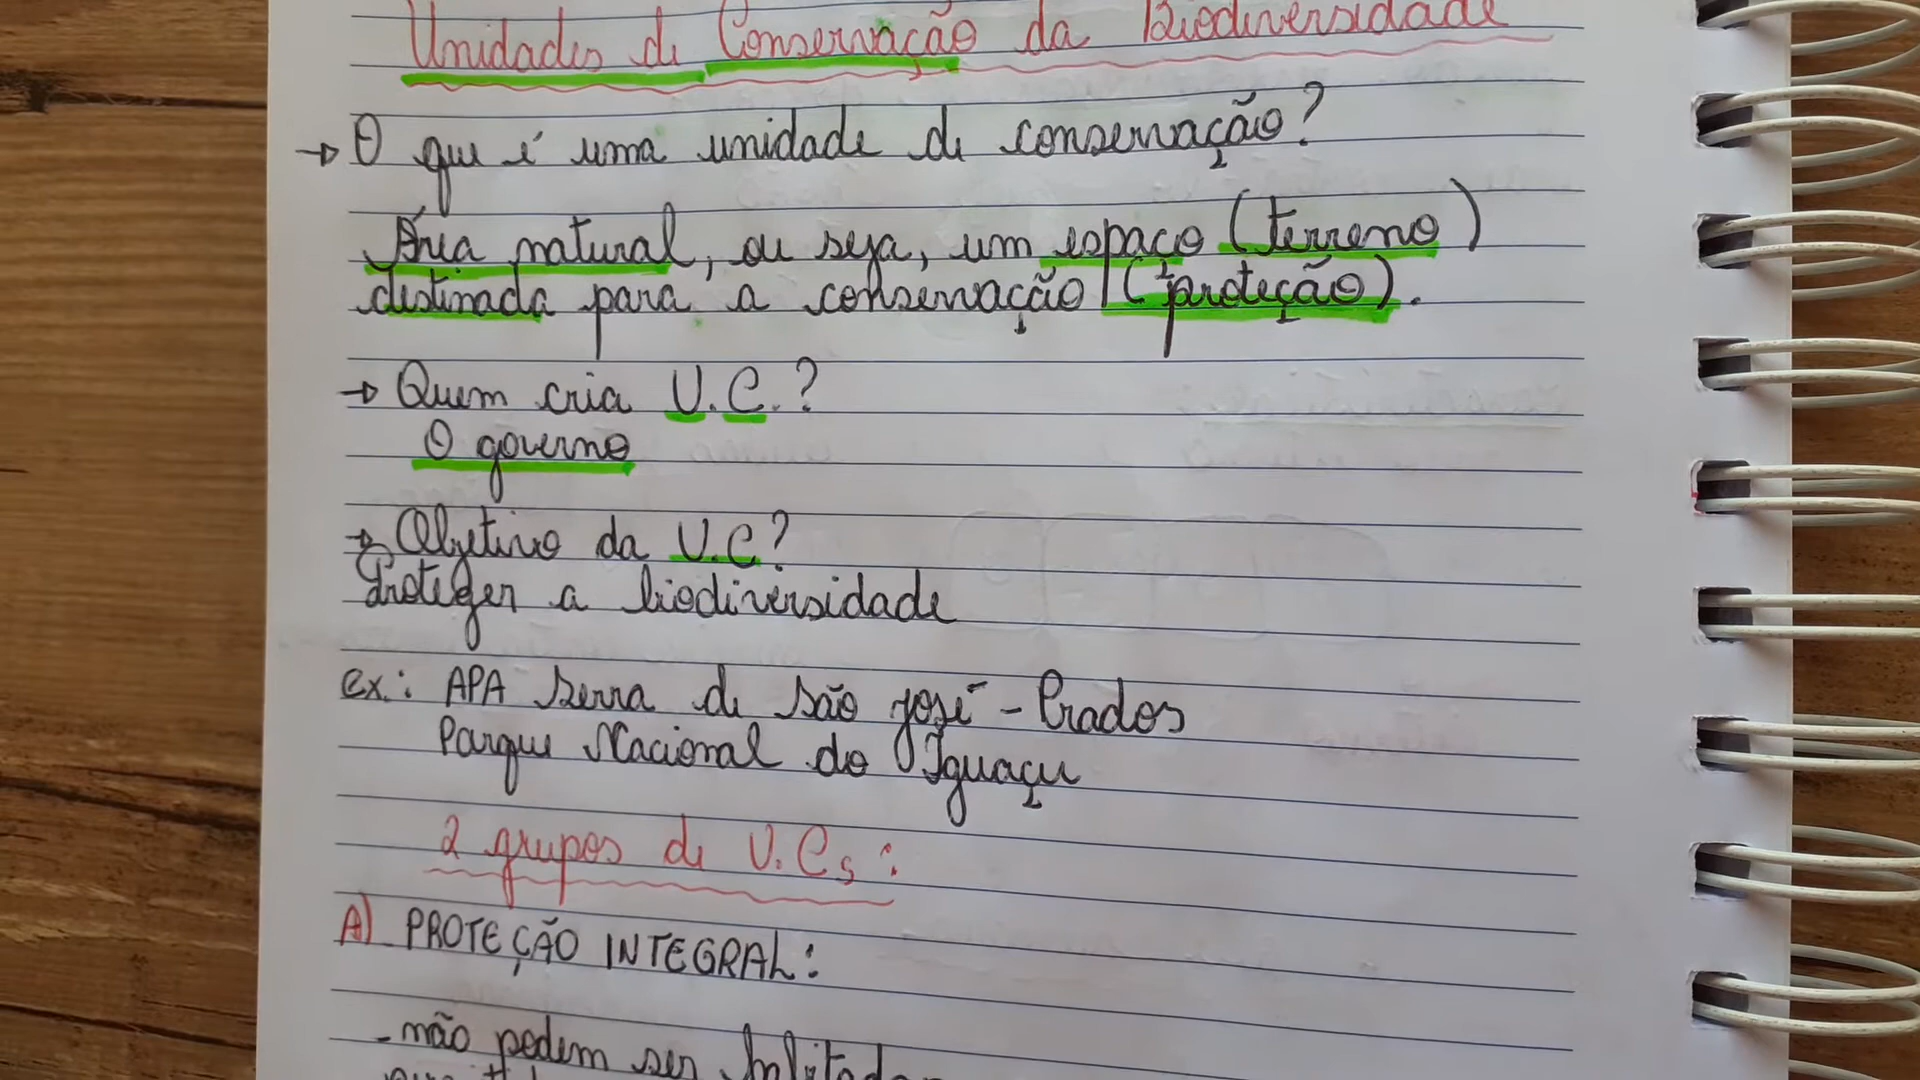 Unidades de Conservação da Biodiversidade
→ O que é uma unidade de conservação?
Área natural, ou seja, um espaço (terreno)
destinada para a conservação (proteção).
→ Quem cria U.C.?
O governo
→ Objetivo da U.C?
Proteger a biodiversidade
ex.: APA Serra de São José - Prados
Parque Nacional do Iguaçu
2 grupos de U.Cs:
A) PROTEÇÃO INTEGRAL:
- não podem ser